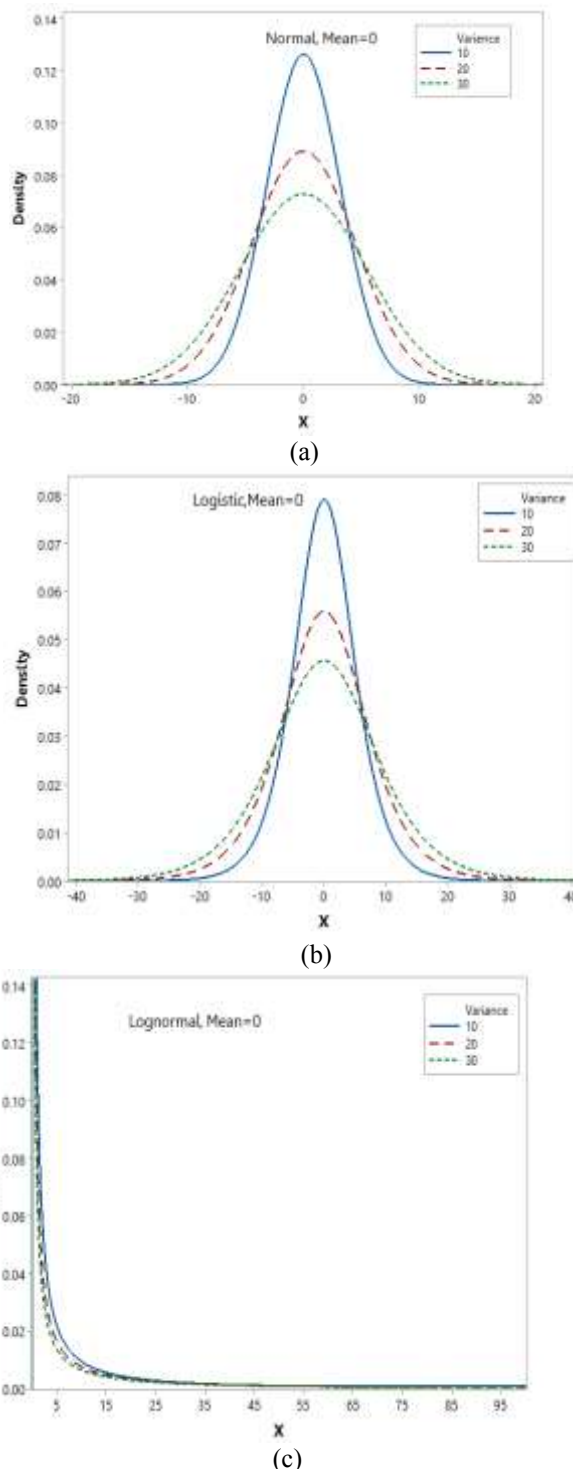 0.14
Normal, Mean=0
Variance
10
20
30
0.12
0.10
0.08
0.06
0.04
0.02
0.00
Density
-20 -10 0 10 20
X
(a)
0.08
Logistic,Mean=0
Variance
10
20
30
0.07
0.06
0.05
0.04
0.03
0.02
0.01
0.00
Density
-40 -30 -20 -10 0 10 20 30 40
X
(b)
0.14
Lognormal, Mean=0
Variance
10
20
30
0.12
0.10
0.08
0.06
0.04
0.02
0.00
5 15 25 35 45 55 65 75 85 95
X
(c)